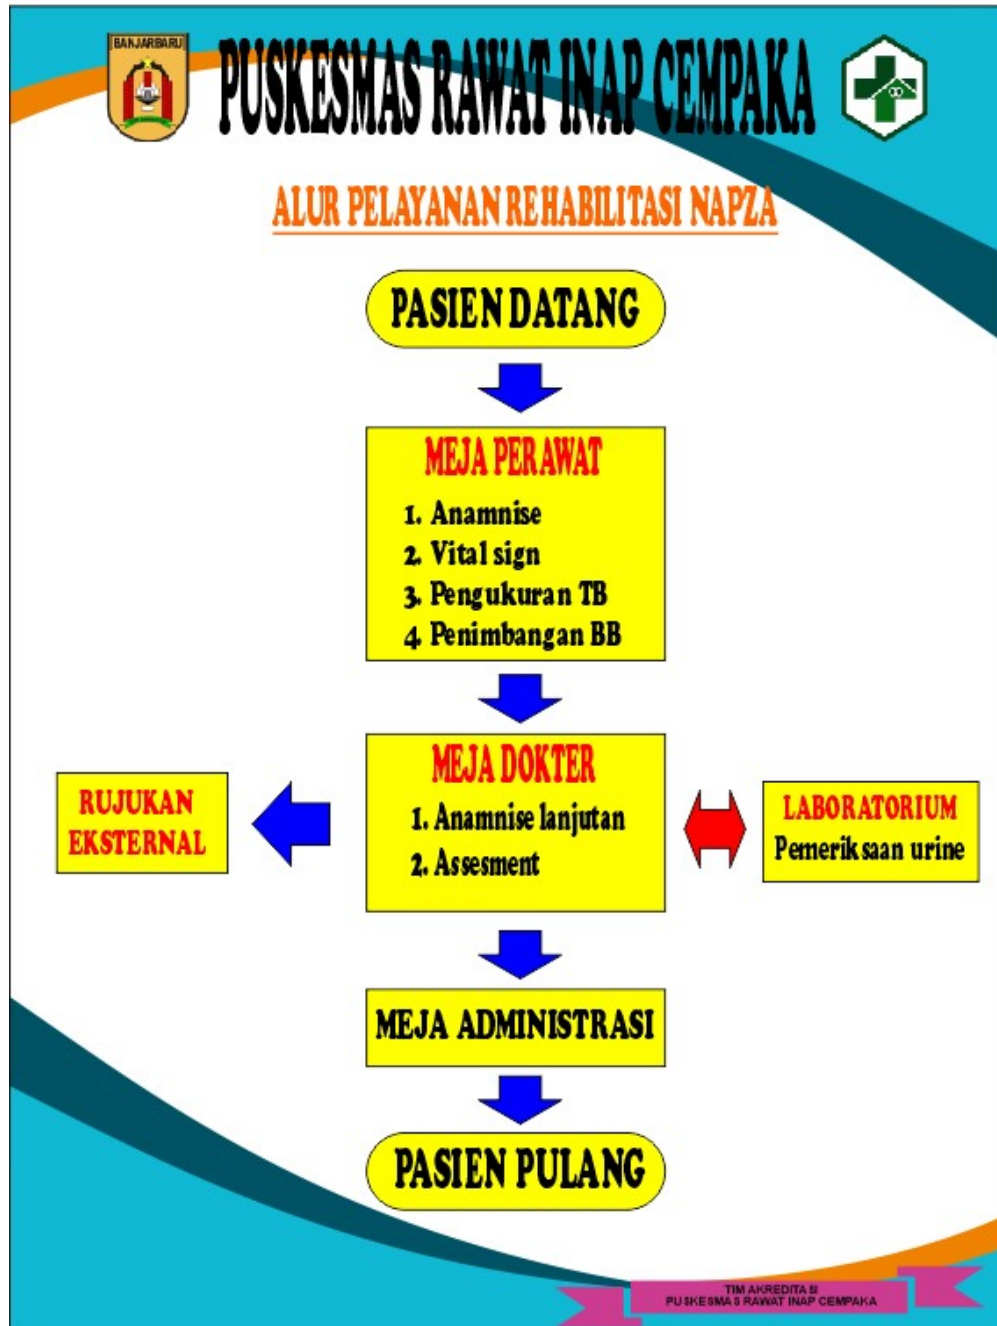 BANJARBARU
PUSKESMAS RAWAT INAP CEMPAKA
ALUR PELAYANAN REHABILITASI NAPZA
PASIEN DATANG
MEJA PERAWAT
1. Anamnise
2. Vital sign
3. Pengukuran TB
4. Penimbangan BB
MEJA DOKTER
1. Anamnise lanjutan
2. Assesment
RUJUKAN
EKSTERNAL
LABORATORIUM
Pemeriksaan urine
MEJA ADMINISTRASI
PASIEN PULANG
TIM AKREDITASI
PUSKESMAS RAWAT INAP CEMPAKA